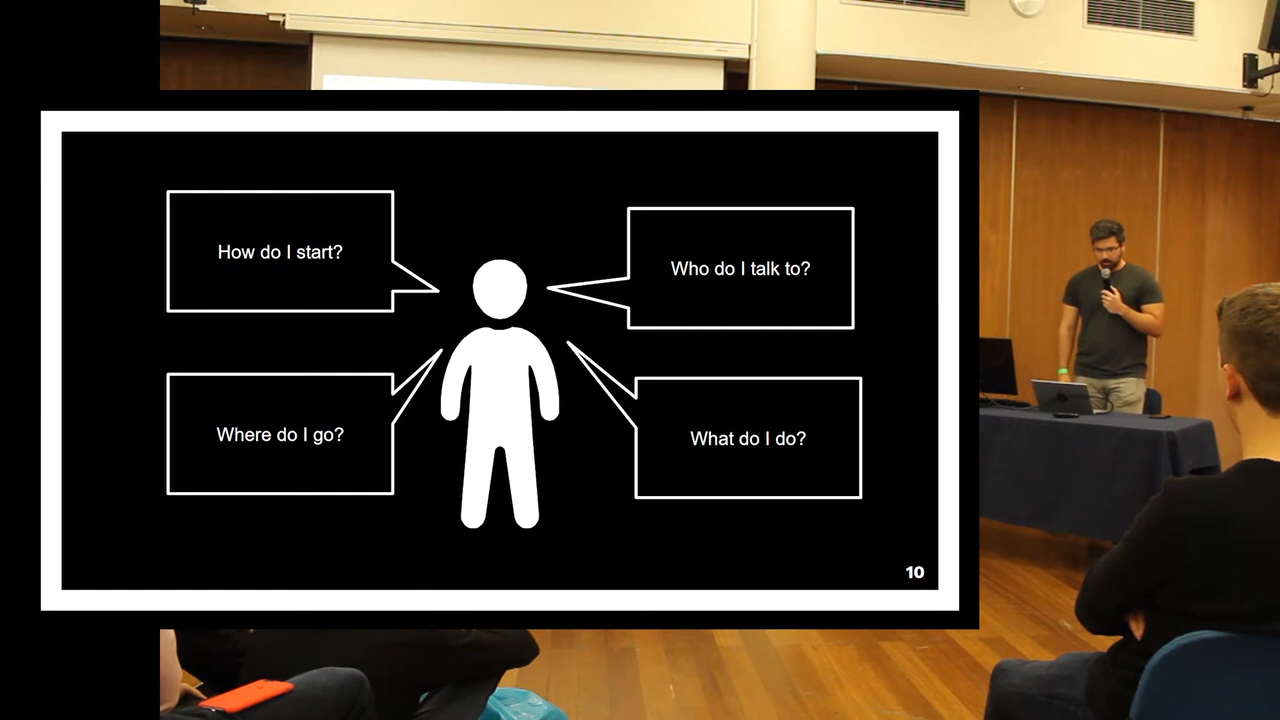 How do I start?
Who do I talk to?
Where do I go?
What do I do?
10